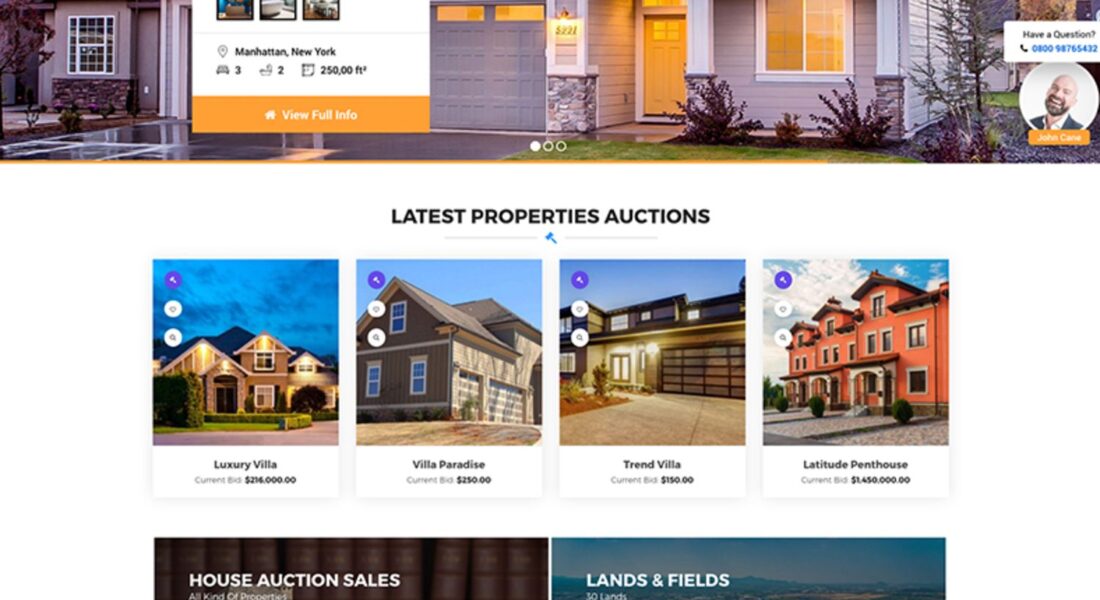 Manhattan, New York
3 2 250,00 ft²
View Full Info
5221
Have a Question?
0800 98765432
John Cane
LATEST PROPERTIES AUCTIONS
Luxury Villa
Current Bid: $216,000.00
Villa Paradise
Current Bid: $250.00
Trend Villa
Current Bid: $150.00
Latitude Penthouse
Current Bid: $1,450,000.00
HOUSE AUCTION SALES
All Kind Of Properties
LANDS & FIELDS
30 Lands